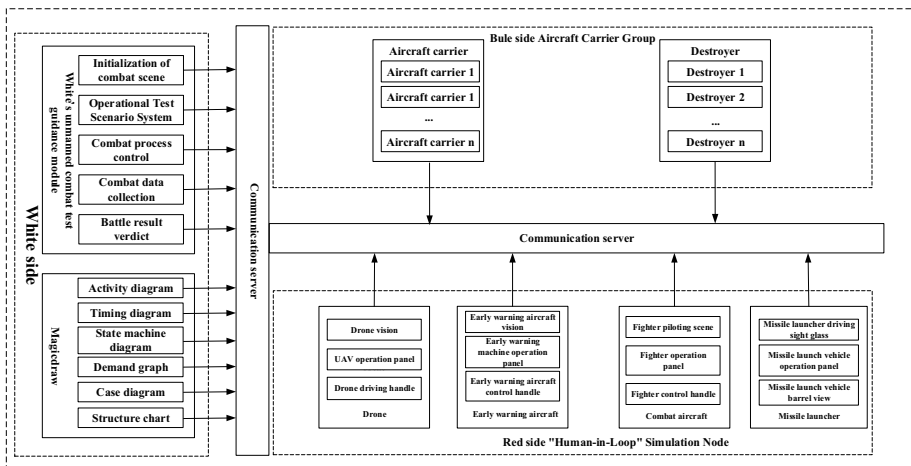 White side
White's unmanned combat test
guidance module
Initialization of
combat scene
Operational Test
Scenario System
Combat process
control
Combat data
collection
Battle result
verdict
Magicdraw
Activity diagram
Timing diagram
State machine
diagram
Demand graph
Case diagram
Structure chart
Communication server
Bule side Aircraft Carrier Group
Aircraft carrier
Aircraft carrier 1
Aircraft carrier 1
...
Aircraft carrier n
Destroyer
Destroyer 1
Destroyer 2
...
Destroyer n
Communication server
Drone vision
UAV operation panel
Drone driving handle
Drone
Early warning aircraft
vision
Early warning
machine operation
panel
Early warning aircraft
control handle
Early warning aircraft
Fighter piloting scene
Fighter operation
panel
Fighter control handle
Combat aircraft
Missile launcher driving
sight glass
Missile launch vehicle
operation panel
Missile launch vehicle
barrel view
Missile launcher
Red side "Human-in-Loop" Simulation Node